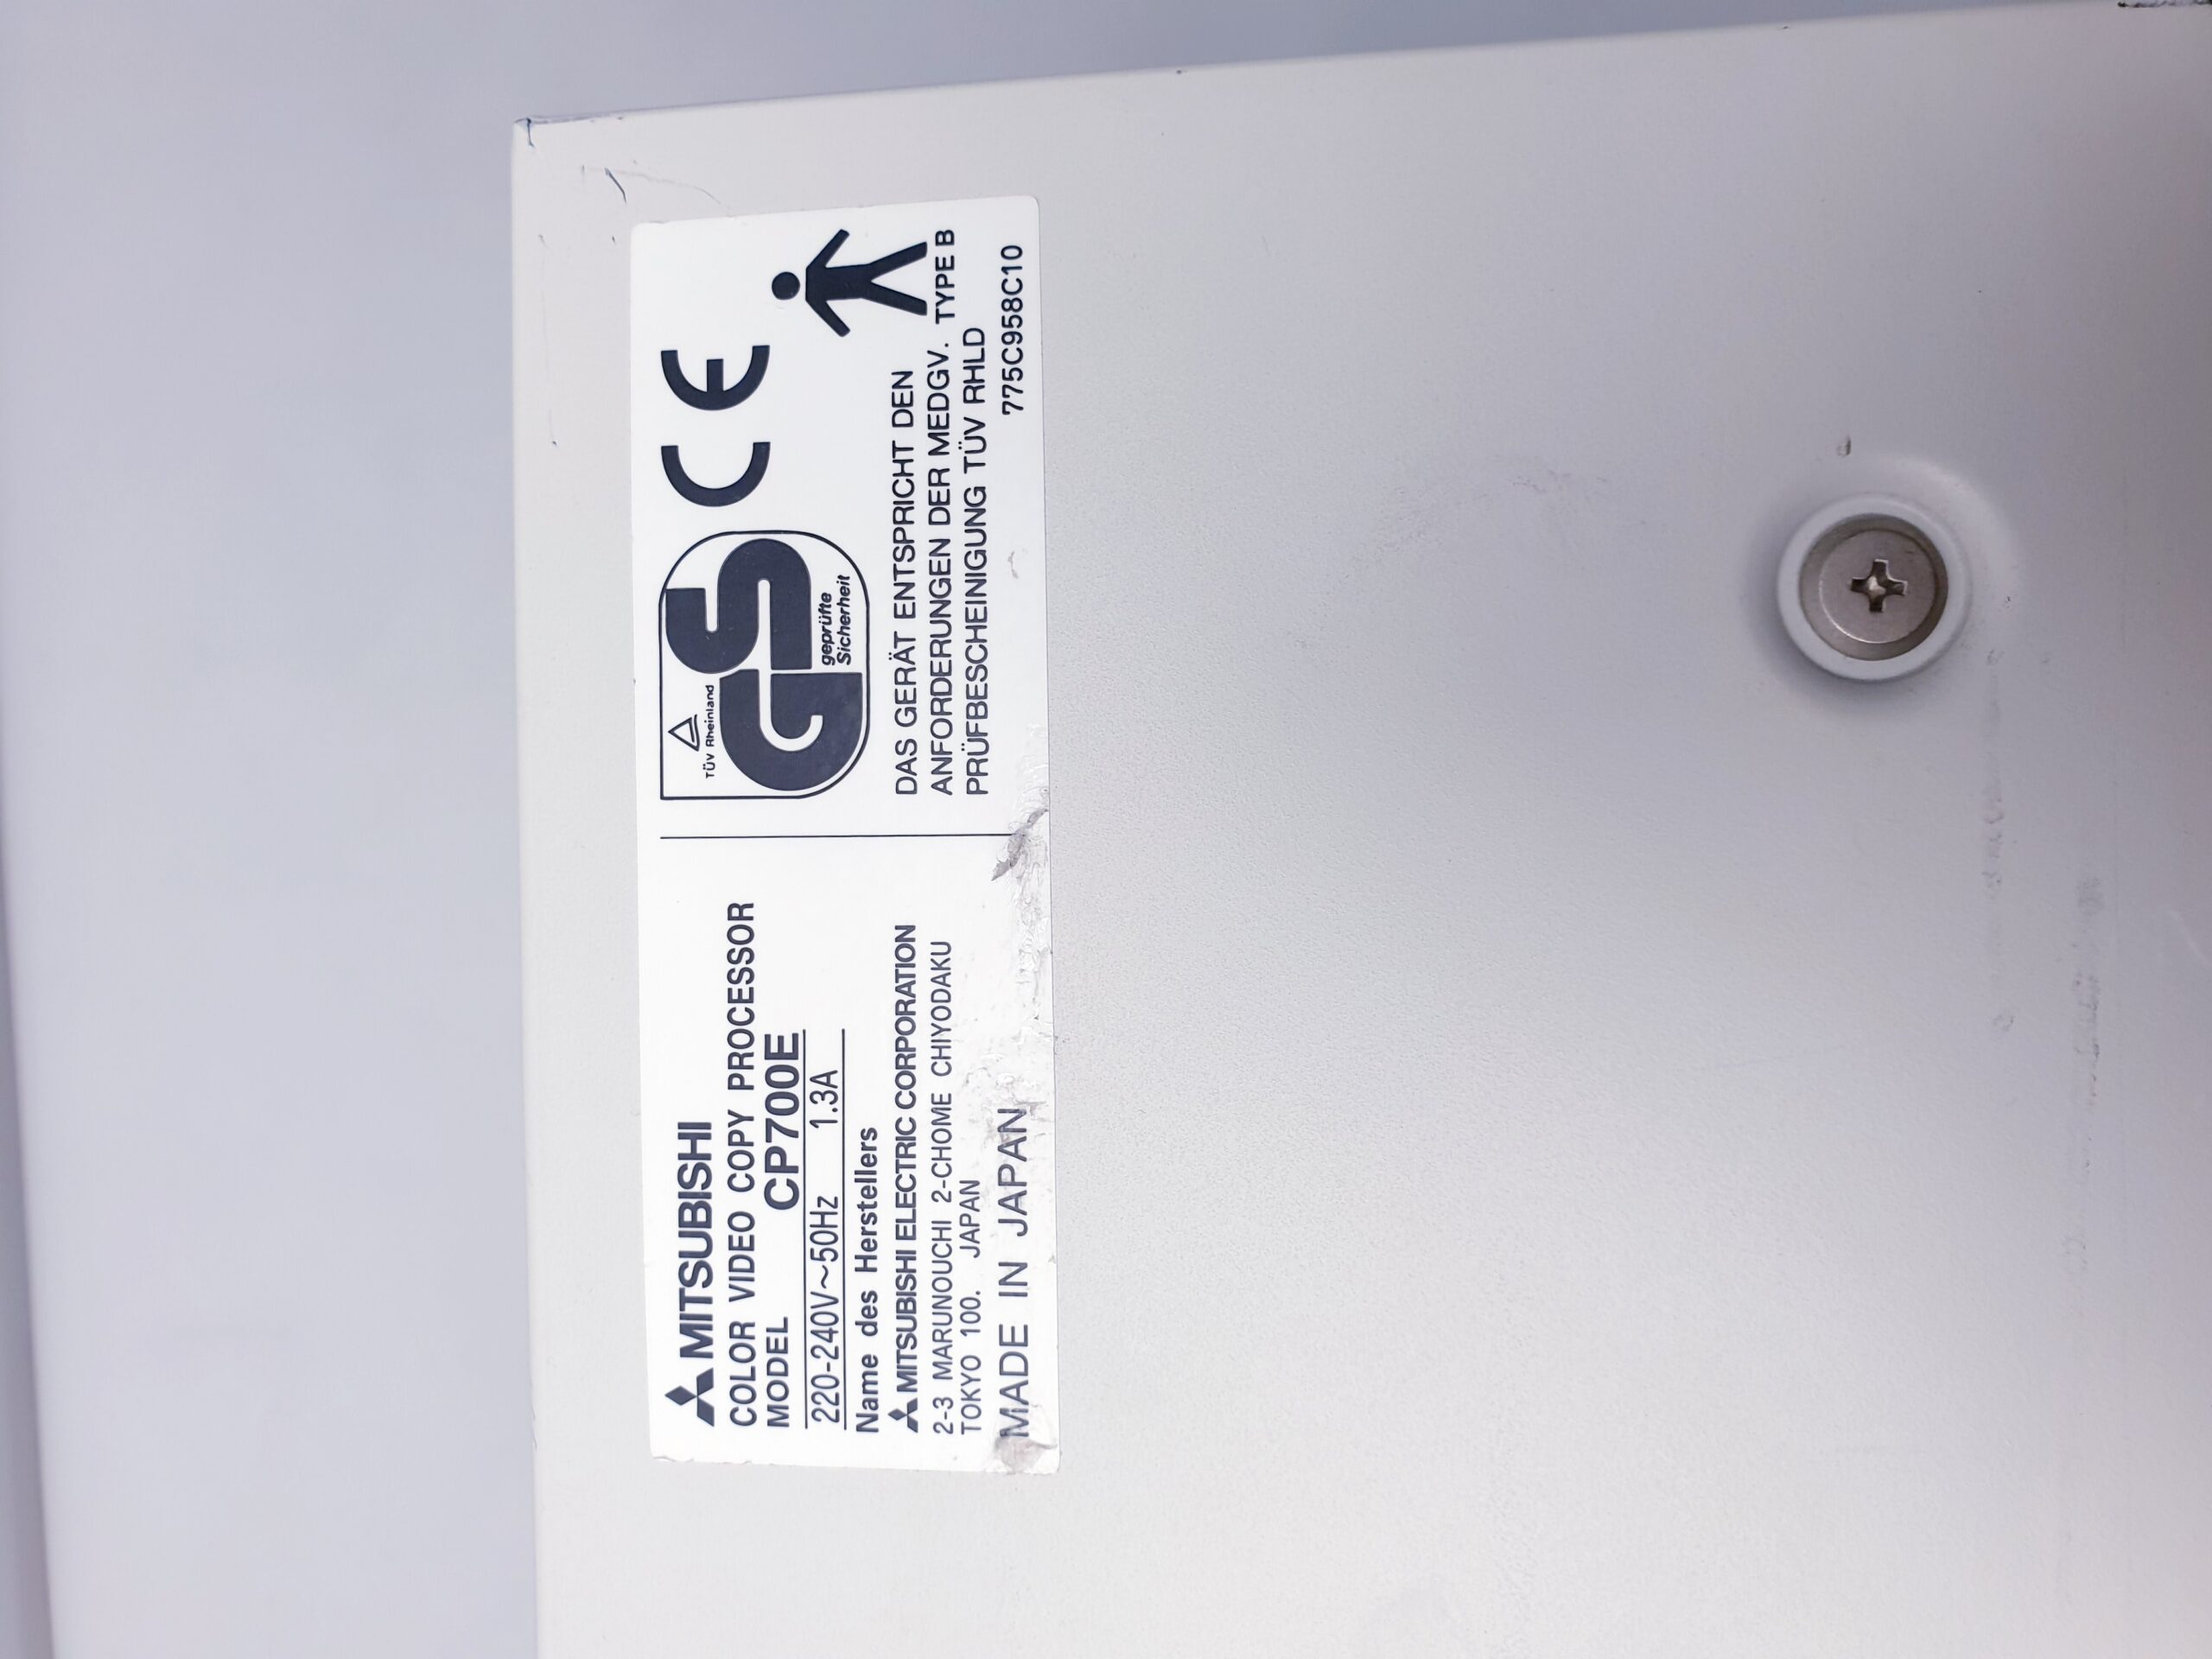 MITSUBISHI
COLOR VIDEO COPY PROCESSOR
MODEL CP700E
220-240V~50Hz 1.3A
Name des Herstellers
MITSUBISHI ELECTRIC CORPORATION
2-3 MARUNOUCHI 2-CHOME CHIYODAKU
TOKYO 100. JAPAN
MADE IN JAPAN
TÜV Rheinland
GS
geprüfte
Sicherheit
CE
DAS GERÄT ENTSPRICHT DEN
ANFORDERUNGEN DER MEDGV.
PRÜFBESCHEINIGUNG TÜV RHLD
TYPE B
775C958C10